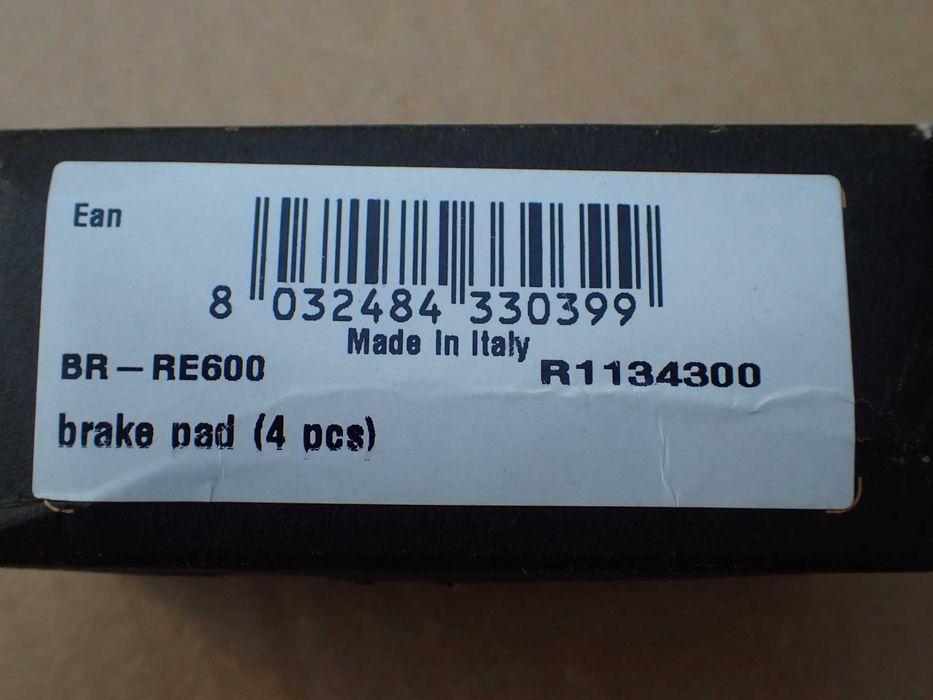 Ean
8 032484 330399
Made In Italy
BR-RE600 R1134300
brake pad (4 pcs)